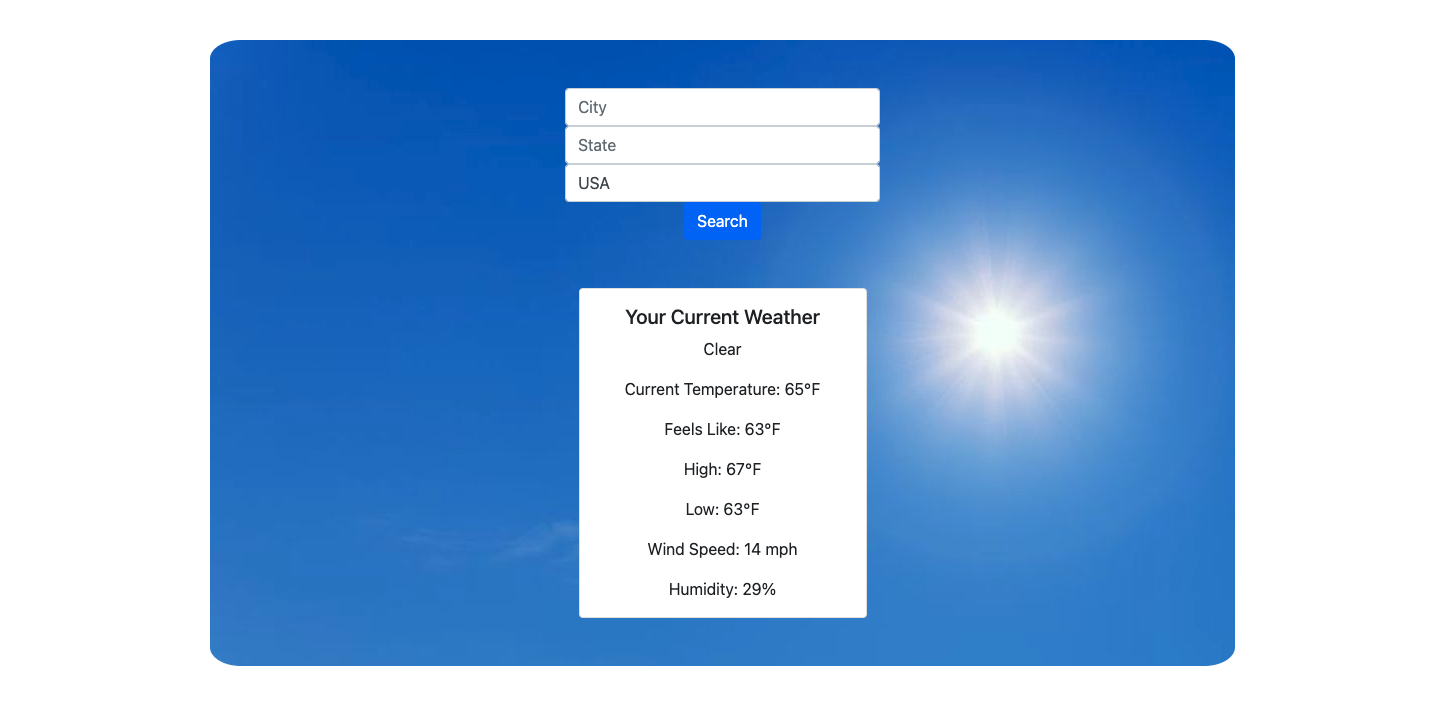 City
State
USA
Search
Your Current Weather
Clear
Current Temperature: 65°F
Feels Like: 63°F
High: 67°F
Low: 63°F
Wind Speed: 14 mph
Humidity: 29%